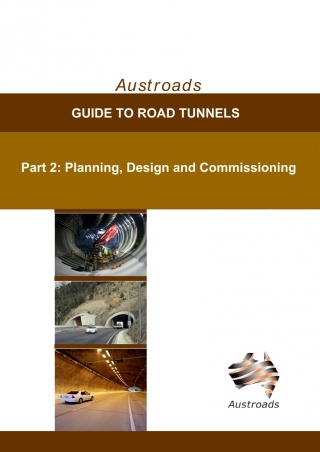 Austroads
GUIDE TO ROAD TUNNELS
Part 2: Planning, Design and Commissioning
Austroads